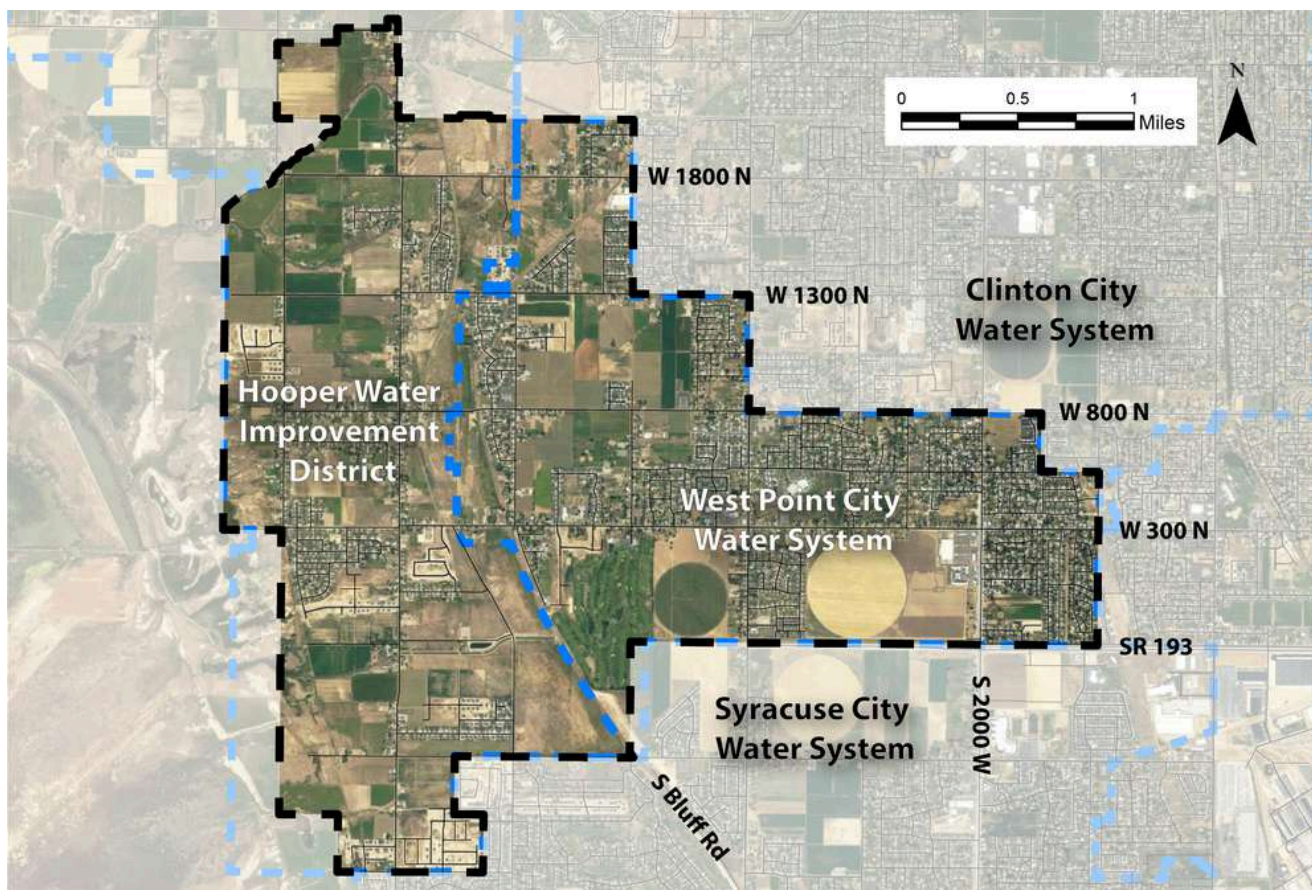 N
0 0.5 1
Miles
W 1800 N
W 1300 N
Clinton City
Water System
Hooper Water
Improvement
District
W 800 N
West Point City
Water System
W 300 N
SR 193
Syracuse City
Water System
S 2000 W
S Bluff Rd